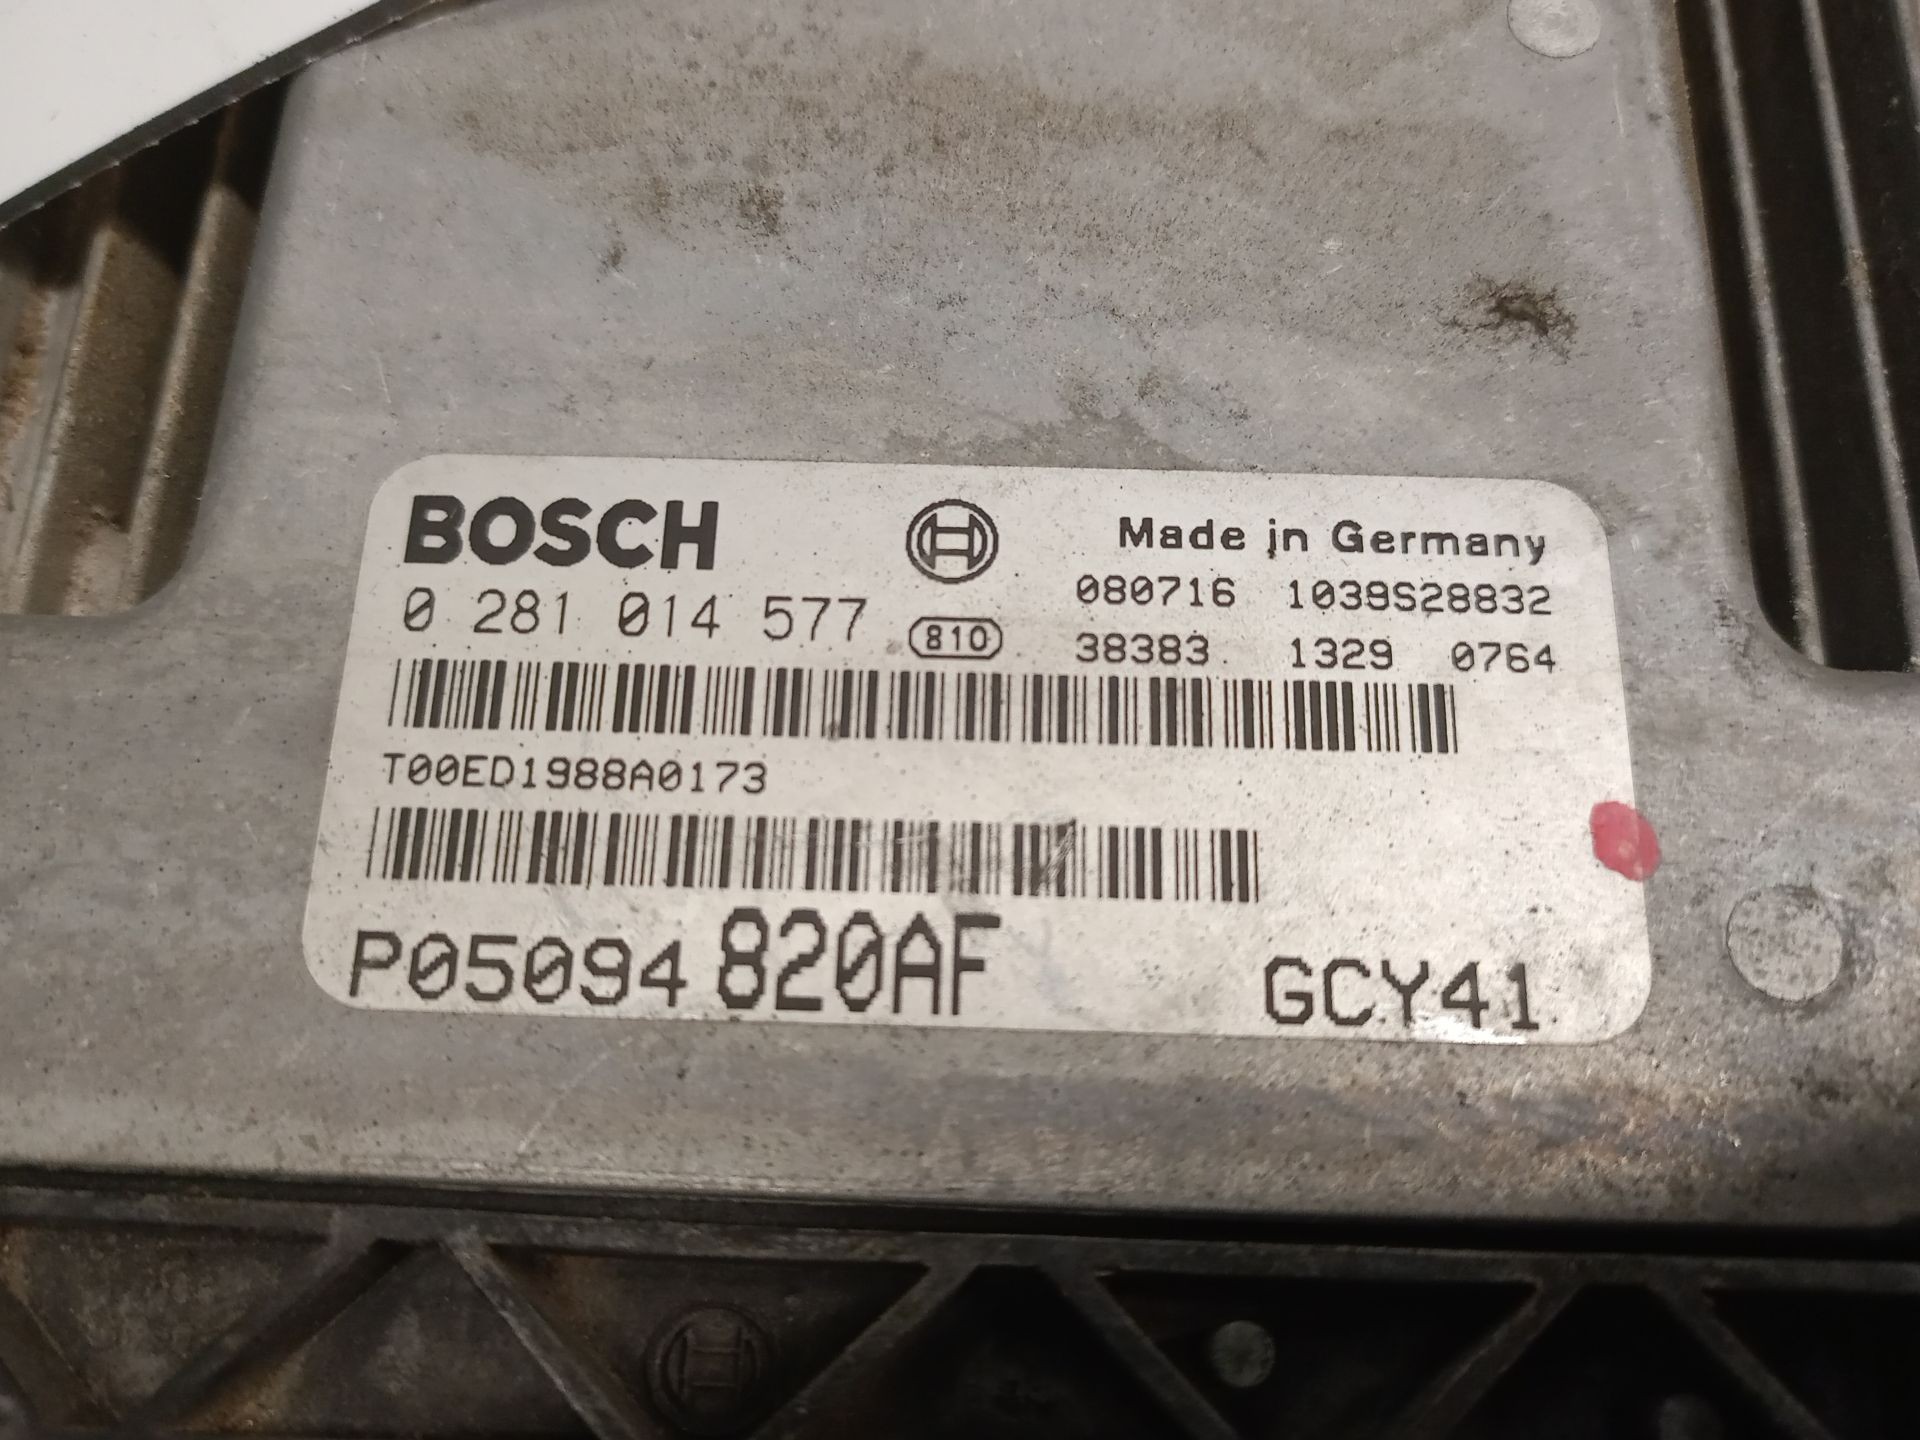 BOSCH
Made in Germany
0 281 014 577
810
080716 1039S28832
38383 1329 0764
T00ED1988A0173
P05094 820AF
GCY41